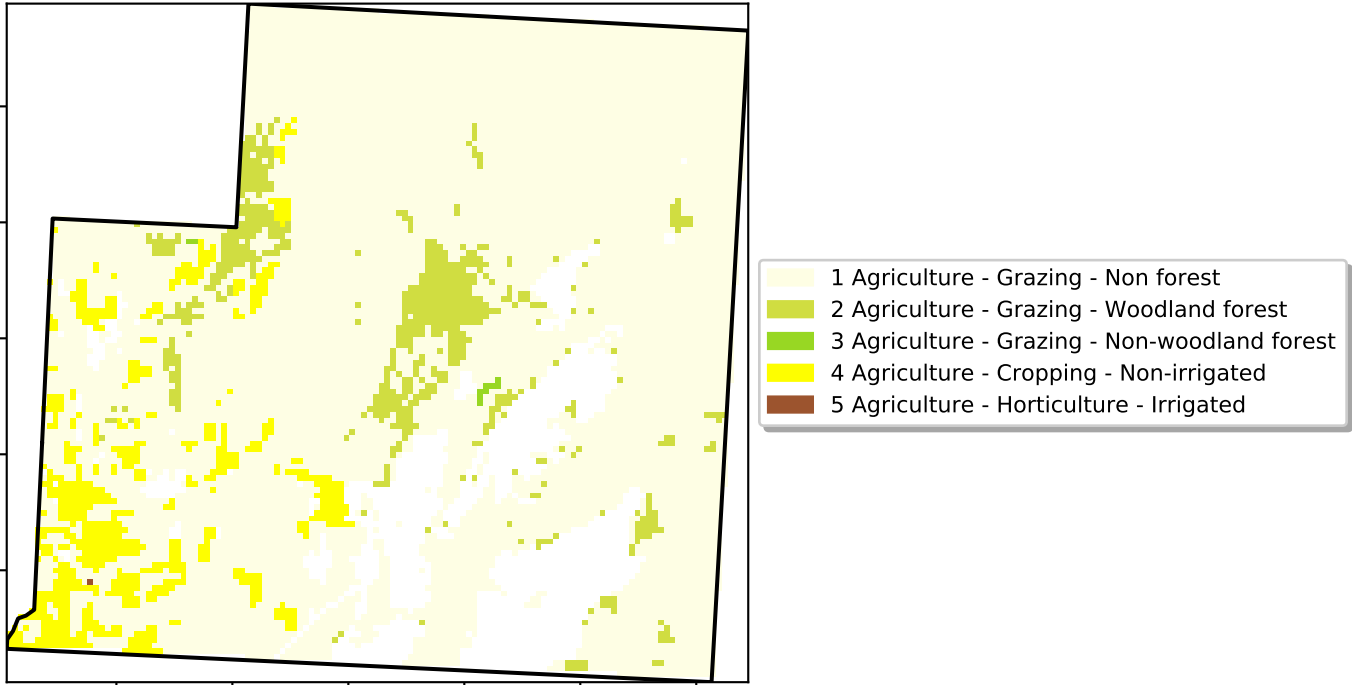 1 Agriculture - Grazing - Non forest
2 Agriculture - Grazing - Woodland forest
3 Agriculture - Grazing - Non-woodland forest
4 Agriculture - Cropping - Non-irrigated
5 Agriculture - Horticulture - Irrigated